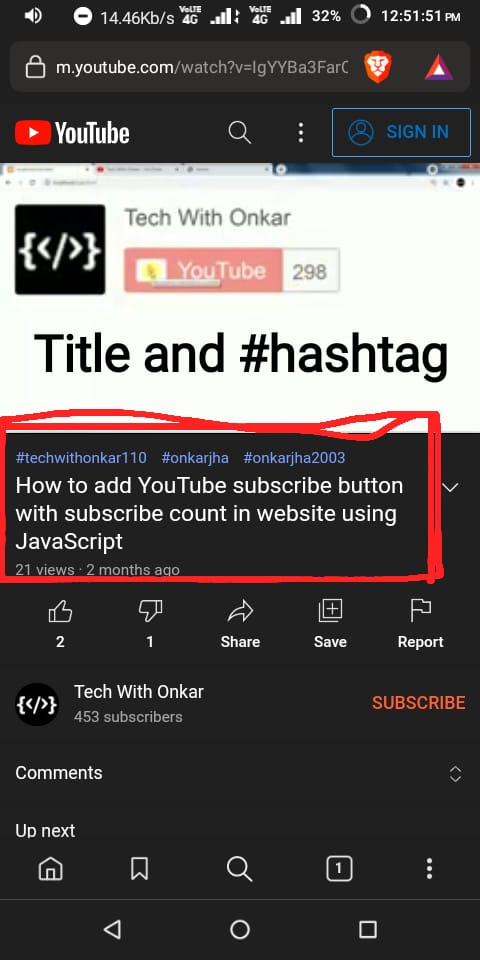 14.46Kb/s VoLTE 4G VoLTE 4G 32% 12:51:51 PM
m.youtube.com/watch?v=IgYYBa3Far
YouTube SIGN IN
Tech With Onkar
{</>} YouTube 298
Title and #hashtag
#techwithonkar110 #onkarjha #onkarjha2003
How to add YouTube subscribe button
with subscribe count in website using
JavaScript
21 views · 2 months ago
2 1 Share Save Report
Tech With Onkar
{</>} SUBSCRIBE
453 subscribers
Comments
Up next
1